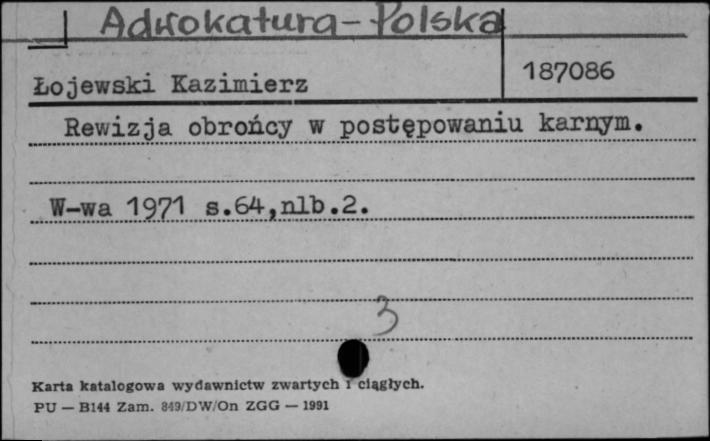 Adwokatura - Polska
Łojewski Kazimierz
187086
Rewizja obrończy w postępowaniu karnym.
W-wa 1971 s.64,nlb.2.
3
Karta katalogowa wydawnictw zwartych i ciągłych.
PU — B144 Zam. 849/DW/On ZGG — 1991